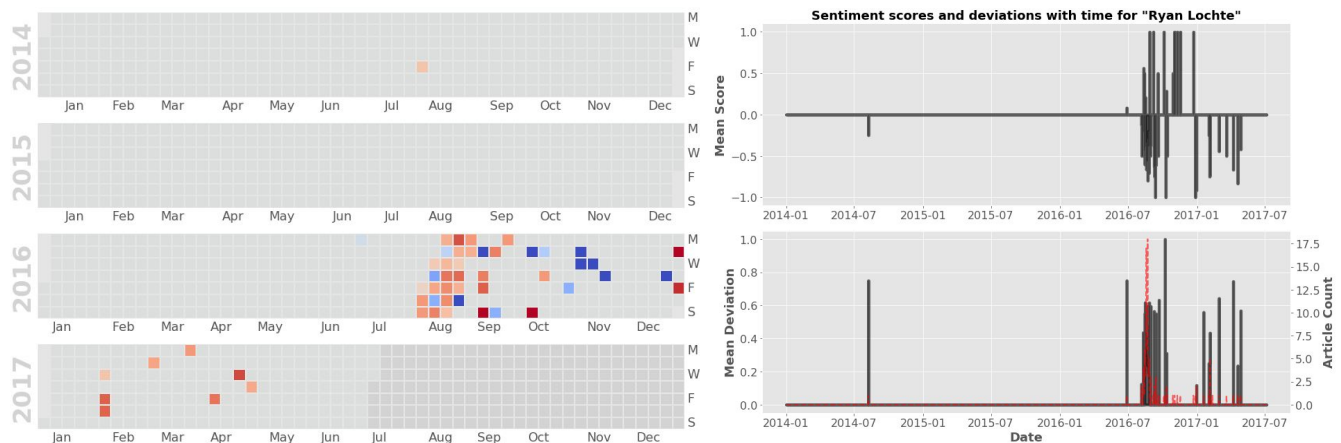 2014
M
W
F
S
Jan Feb Mar Apr May Jun Jul Aug Sep Oct Nov Dec
2015
M
W
F
S
Jan Feb Mar Apr May Jun Jul Aug Sep Oct Nov Dec
2016
M
W
F
S
Jan Feb Mar Apr May Jun Jul Aug Sep Oct Nov Dec
2017
M
W
F
S
Jan Feb Mar Apr May Jun Jul Aug Sep Oct Nov Dec
Sentiment scores and deviations with time for "Ryan Lochte"
Mean Score
1.0
0.5
0.0
−0.5
−1.0
2014-01 2014-07 2015-01 2015-07 2016-01 2016-07 2017-01 2017-07
Mean Deviation
1.0
0.8
0.6
0.4
0.2
0.0
17.5
15.0
12.5
10.0
7.5
5.0
2.5
0.0
Article Count
2014-01 2014-07 2015-01 2015-07 2016-01 2016-07 2017-01 2017-07
Date